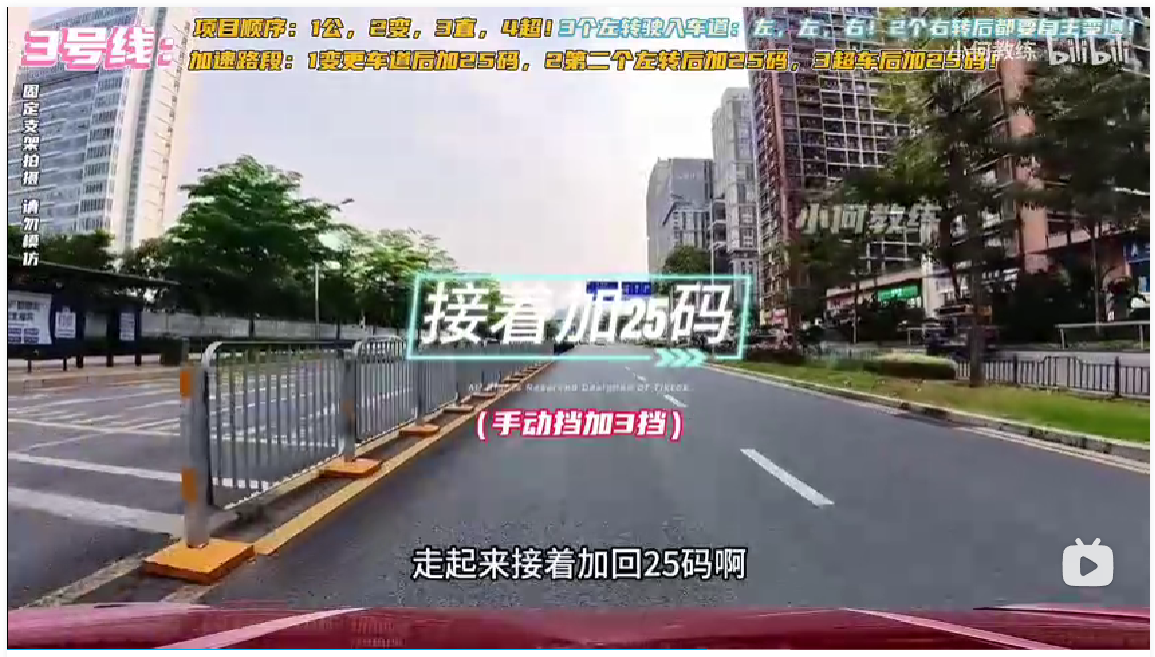 3号线：
项目顺序：1公，2变，3直，4超！3个左转驶入车道：左，左，右！2个右转后都要自主变道！
加速路段：1变更车道后加25码，2第二个左转后加25码，3超车后加25码！
小何教练
bilibili
固定支架拍摄 请勿模仿
小河教练
接着加25码
(手动挡加3挡)
走起来接着加回25码啊